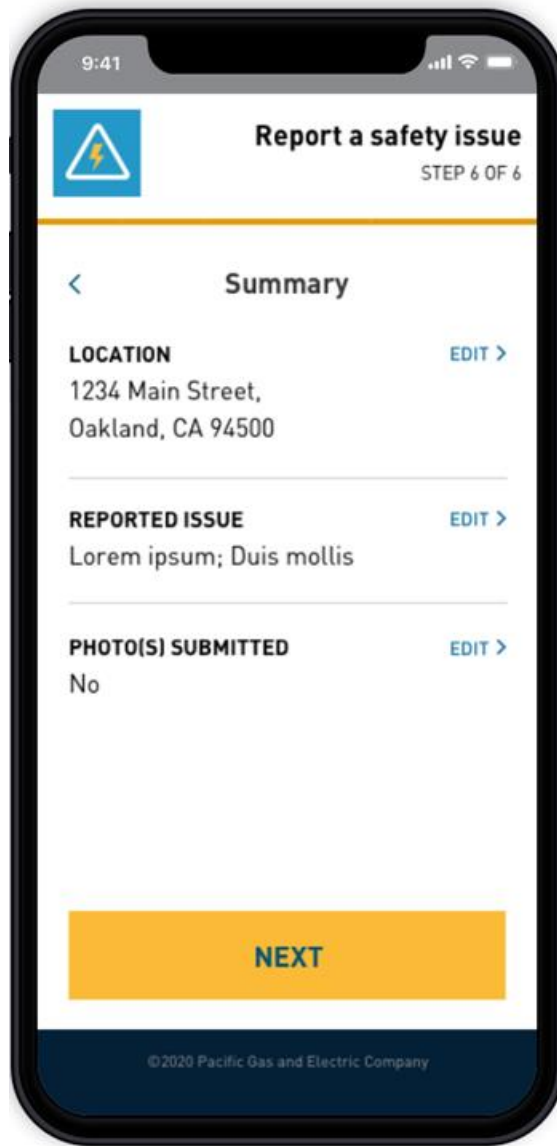 9:41
Report a safety issue
STEP 6 OF 6
Summary
LOCATION
EDIT
1234 Main Street,
Oakland, CA 94500
REPORTED ISSUE
EDIT
Lorem ipsum; Duis mollis
PHOTO(S) SUBMITTED
EDIT
No
NEXT
©2020 Pacific Gas and Electric Company